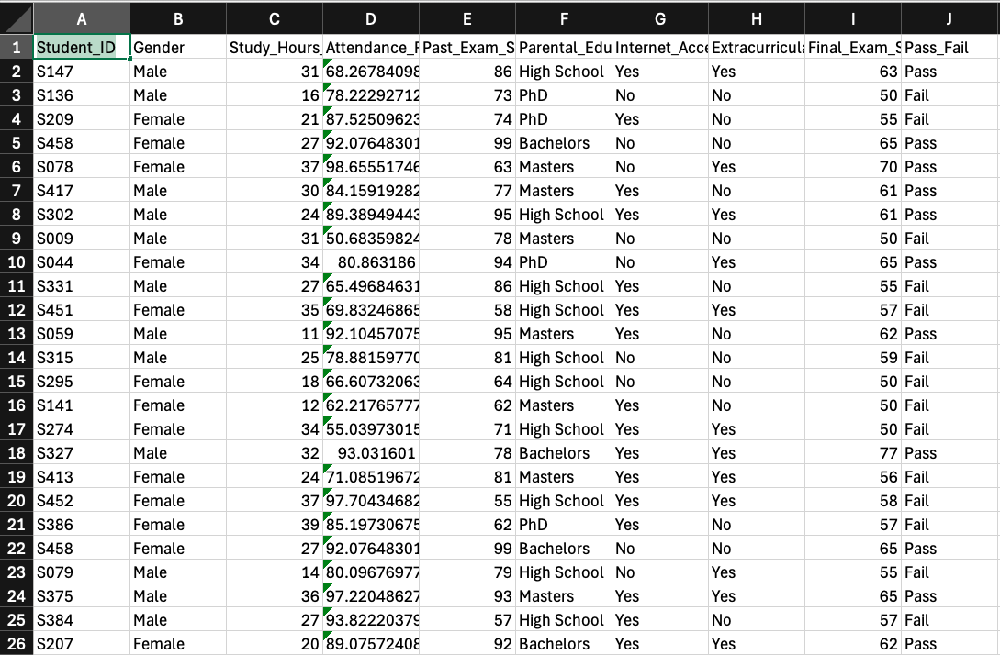 A B C D E F G H I J
1 Student_ID Gender Study_Hours_ Attendance_R Past_Exam_S Parental_Edu Internet_Acce Extracurricula Final_Exam_S Pass_Fail
2 S147 Male 31 68.26784098 86 High School Yes Yes 63 Pass
3 S136 Male 16 78.22292712 73 PhD No No 50 Fail
4 S209 Female 21 87.52509623 74 PhD Yes No 55 Fail
5 S458 Female 27 92.07648301 99 Bachelors No No 65 Pass
6 S078 Female 37 98.65551746 63 Masters No Yes 70 Pass
7 S417 Male 30 84.15919282 77 Masters Yes No 61 Pass
8 S302 Male 24 89.38949443 95 High School Yes Yes 61 Pass
9 S009 Male 31 50.68359824 78 Masters No No 50 Fail
10 S044 Female 34 80.863186 94 PhD No Yes 65 Pass
11 S331 Male 27 65.49684631 86 High School Yes No 55 Fail
12 S451 Female 35 69.83246865 58 High School Yes Yes 57 Fail
13 S059 Male 11 92.10457075 95 Masters Yes No 62 Pass
14 S315 Male 25 78.88159770 81 High School No No 59 Fail
15 S295 Female 18 66.60732063 64 High School No No 50 Fail
16 S141 Female 12 62.21765777 62 Masters Yes No 50 Fail
17 S274 Female 34 55.03973015 71 High School Yes Yes 50 Fail
18 S327 Male 32 93.031601 78 Bachelors Yes Yes 77 Pass
19 S413 Female 24 71.08519672 81 Masters Yes Yes 56 Fail
20 S452 Female 37 97.70434682 55 High School Yes Yes 58 Fail
21 S386 Female 39 85.19730675 62 PhD Yes No 57 Fail
22 S458 Female 27 92.07648301 99 Bachelors No No 65 Pass
23 S079 Male 14 80.09676977 79 High School No Yes 55 Fail
24 S375 Male 36 97.22048627 93 Masters Yes Yes 65 Pass
25 S384 Male 27 93.82220379 57 High School Yes No 57 Fail
26 S207 Female 20 89.07572408 92 Bachelors Yes Yes 62 Pass